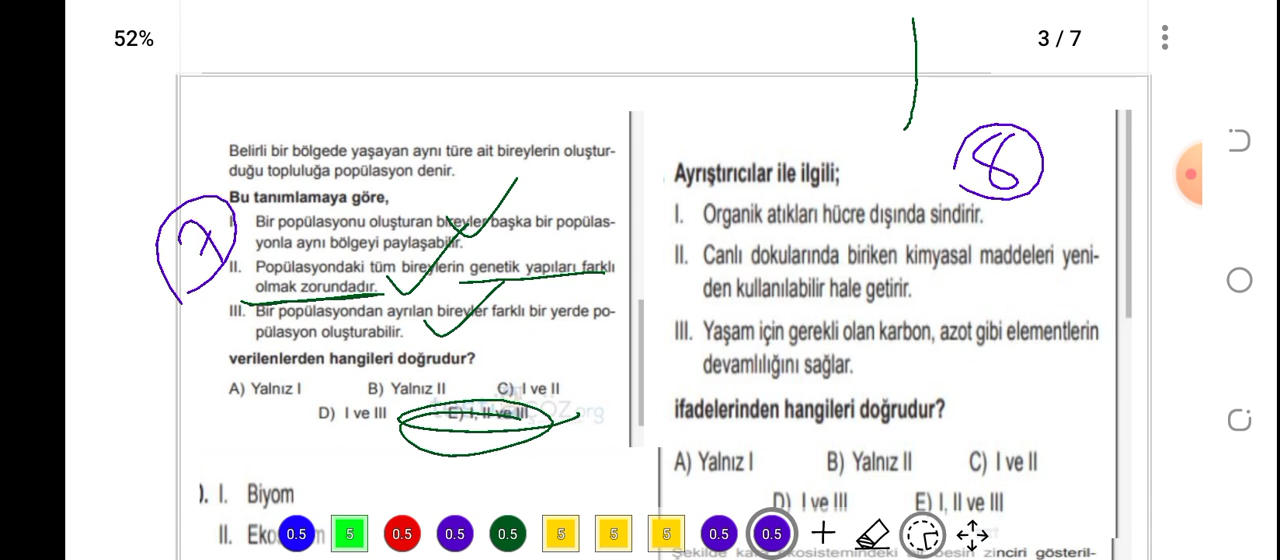 52%
3 / 7
Belirli bir bölgede yaşayan aynı türe ait bireylerin oluştur-
duğu topluluğa popülasyon denir.
Bu tanımlamaya göre,
7
I. Bir popülasyonu oluşturan bireyler başka bir popülas-
yonla aynı bölgeyi paylaşabilir.
II. Popülasyondaki tüm bireylerin genetik yapıları farklı
olmak zorundadır.
III. Bir popülasyondan ayrılan bireyler farklı bir yerde po-
pülasyon oluşturabilir.
verilenlerden hangileri doğrudur?
A) Yalnız I B) Yalnız II C) I ve II
D) I ve III E) I, II ve III
). I. Biyom
II.
8
Ayrıştırıcılar ile ilgili;
I. Organik atıkları hücre dışında sindirir.
II. Canlı dokularında biriken kimyasal maddeleri yeni-
den kullanılabilir hale getirir.
III. Yaşam için gerekli olan karbon, azot gibi elementlerin
devamlılığını sağlar.
ifadelerinden hangileri doğrudur?
A) Yalnız I B) Yalnız II C) I ve II
D) I ve III E) I, II ve III
Şekilde zinciri gösteril-
0.5 5 0.5 0.5 0.5 5 5 5 0.5 0.5